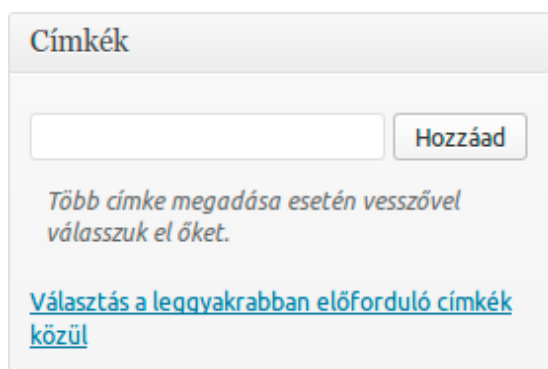 Címkék
Hozzáad
Több címke megadása esetén vesszővel
válasszuk el őket.
Választás a leggyakrabban előforduló címkék
közül